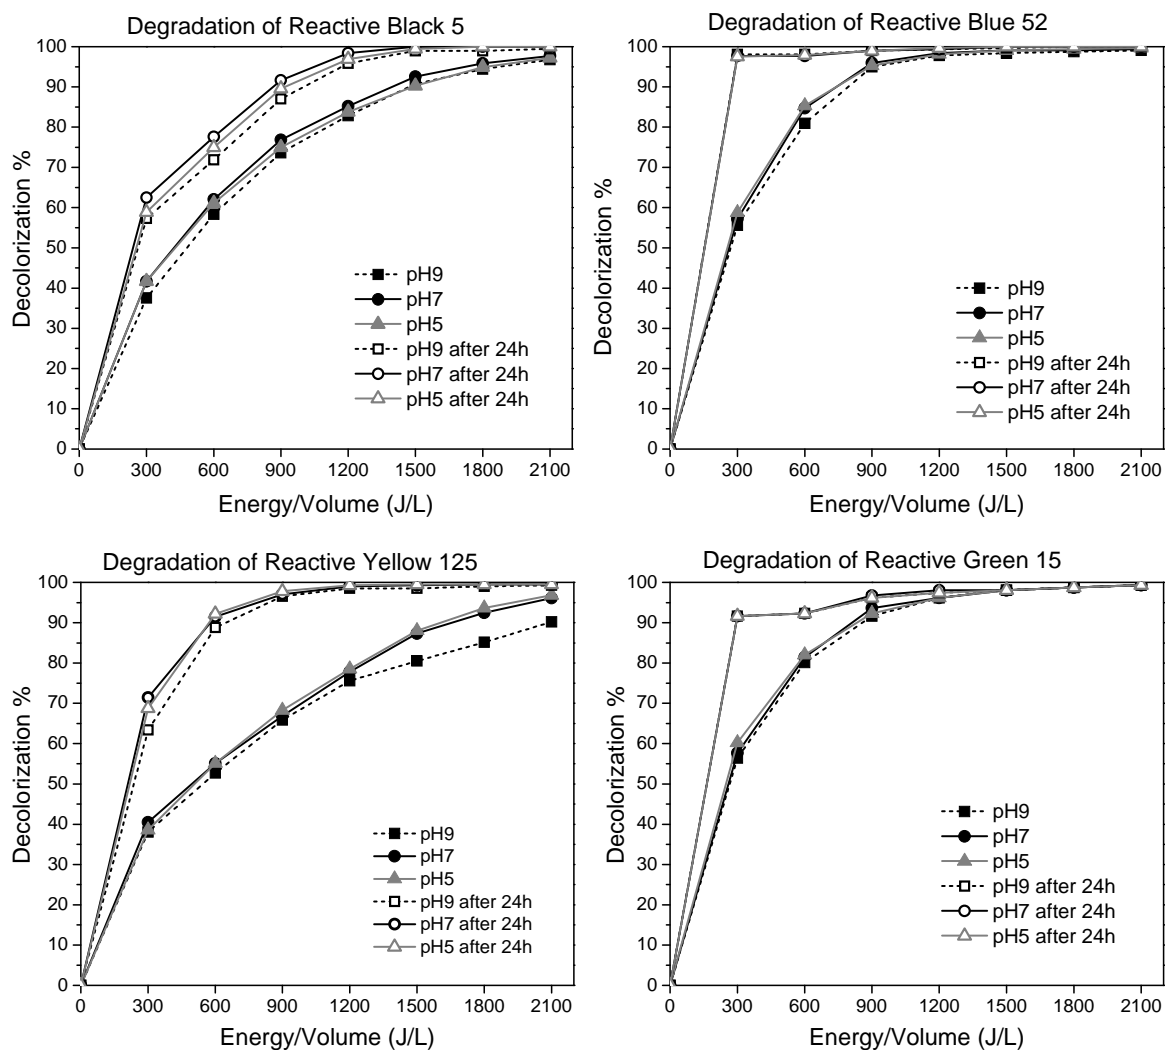 Degradation of Reactive Black 5
Decolorization %
100
90
80
70
60
50
40
30
20
10
0
pH9
pH7
pH5
pH9 after 24h
pH7 after 24h
pH5 after 24h
0 300 600 900 1200 1500 1800 2100
Energy/Volume (J/L)
Degradation of Reactive Blue 52
Decolorization %
100
90
80
70
60
50
40
30
20
10
0
pH9
pH7
pH5
pH9 after 24h
pH7 after 24h
pH5 after 24h
0 300 600 900 1200 1500 1800 2100
Energy/Volume (J/L)
Degradation of Reactive Yellow 125
Decolorization %
100
90
80
70
60
50
40
30
20
10
0
pH9
pH7
pH5
pH9 after 24h
pH7 after 24h
pH5 after 24h
0 300 600 900 1200 1500 1800 2100
Energy/Volume (J/L)
Degradation of Reactive Green 15
Decolorization %
100
90
80
70
60
50
40
30
20
10
0
pH9
pH7
pH5
pH9 after 24h
pH7 after 24h
pH5 after 24h
0 300 600 900 1200 1500 1800 2100
Energy/Volume (J/L)